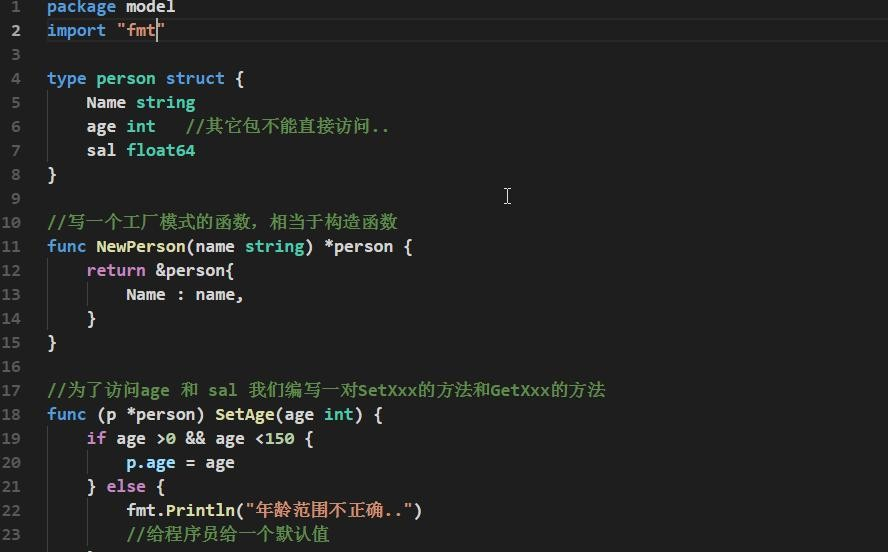 1 package model
2 import "fmt"
3
4 type person struct {
5     Name string
6     age int   //其它包不能直接访问..
7     sal float64
8 }
9
10 //写一个工厂模式的函数，相当于构造函数
11 func NewPerson(name string) *person {
12     return &person{
13         Name : name,
14     }
15 }
16
17 //为了访问age 和 sal 我们编写一对SetXxx的方法和GetXxx的方法
18 func (p *person) SetAge(age int) {
19     if age >0 && age <150 {
20         p.age = age
21     } else {
22         fmt.Println("年龄范围不正确..")
23         //给程序员给一个默认值